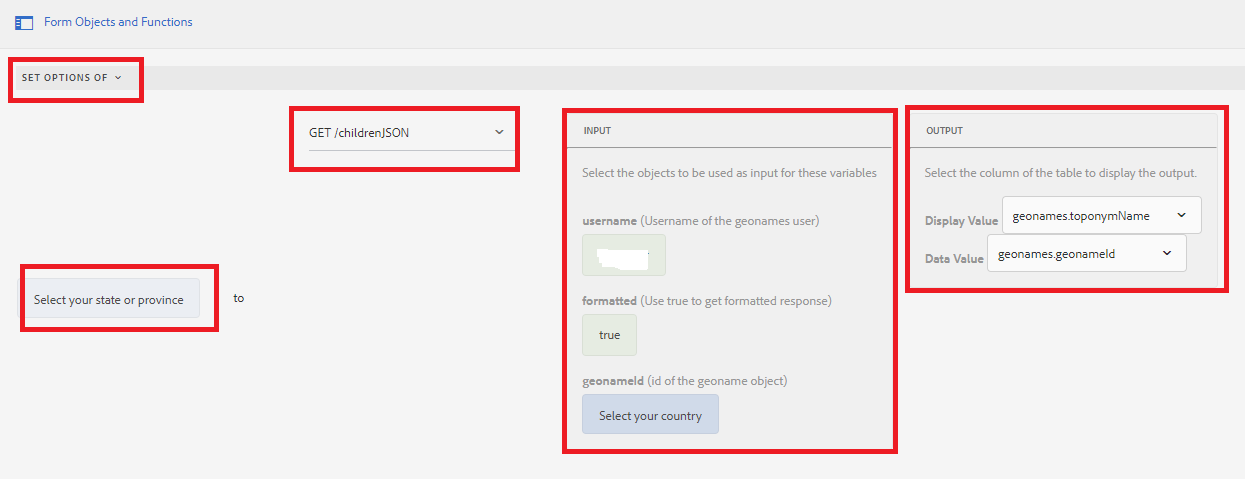 Form Objects and Functions
SET OPTIONS OF
GET /childrenJSON
Select your state or province
to
INPUT
Select the objects to be used as input for these variables
username (Username of the geonames user)
formatted (Use true to get formatted response)
true
geonameId (id of the geoname object)
Select your country
OUTPUT
Select the column of the table to display the output.
Display Value geonames.toponymName
Data Value geonames.geonameId